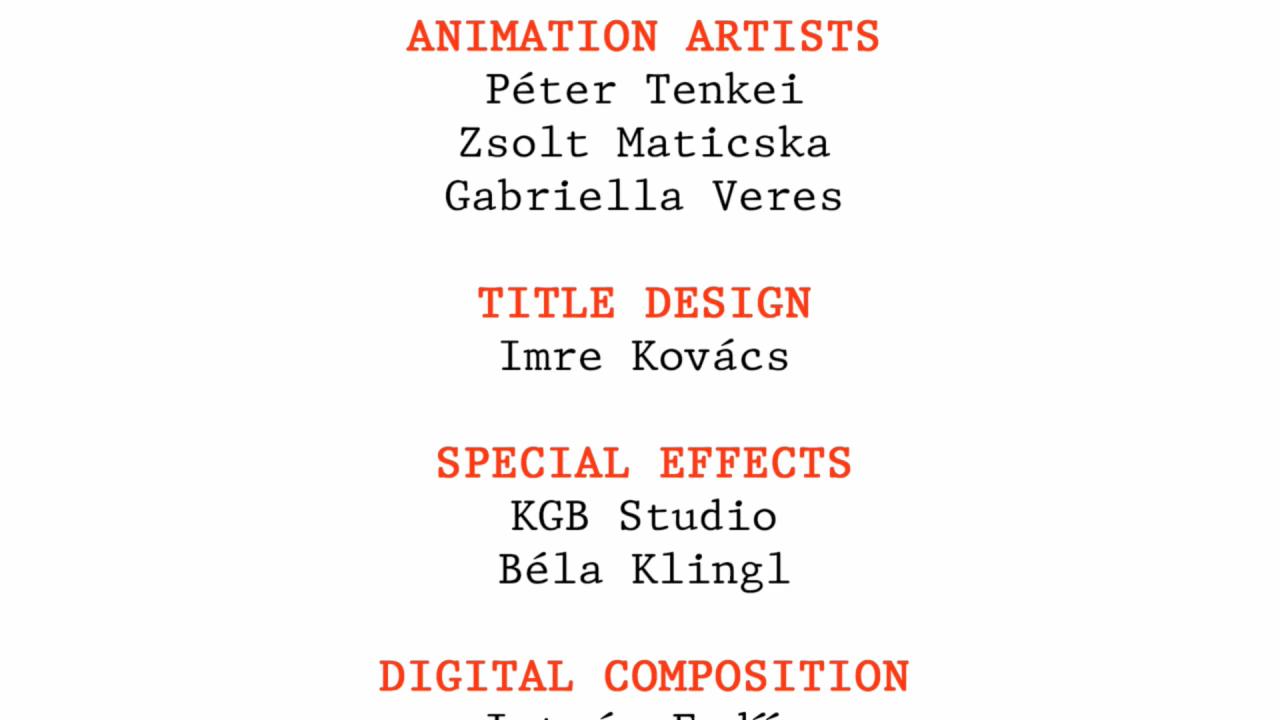 ANIMATION ARTISTS
Péter Tenkei
Zsolt Maticska
Gabriella Veres
TITLE DESIGN
Imre Kovács
SPECIAL EFFECTS
KGB Studio
Béla Klingl
DIGITAL COMPOSITION